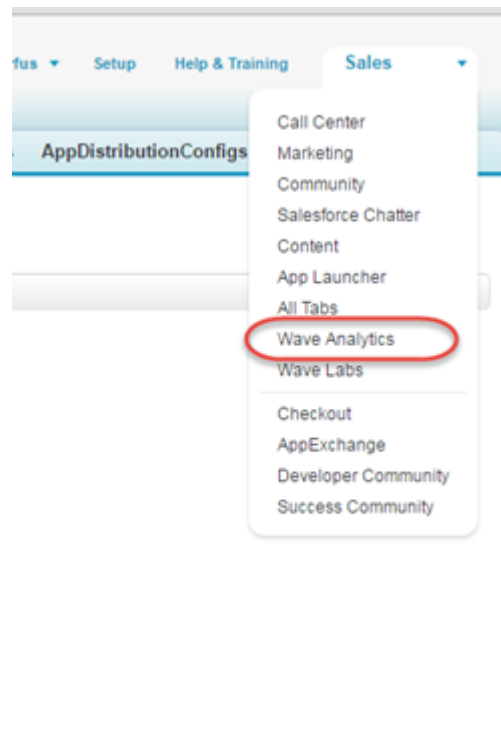 Setup Help & Training Sales
AppDistributionConfigs
Call Center
Marketing
Community
Salesforce Chatter
Content
App Launcher
All Tabs
Wave Analytics
Wave Labs
Checkout
AppExchange
Developer Community
Success Community